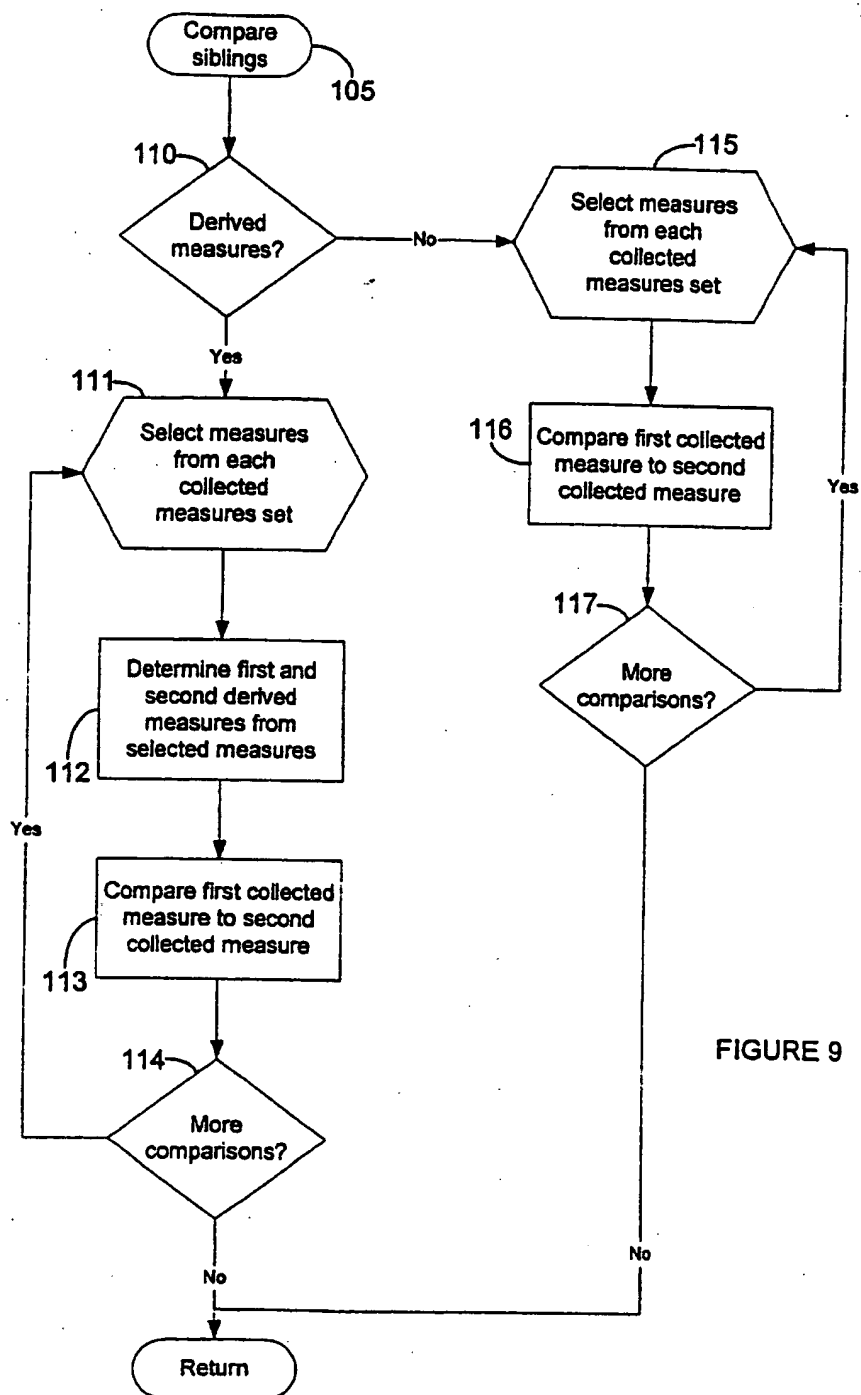 Compare
siblings
105
110
Derived
measures?
No
115
Select measures
from each
collected
measures set
Yes
111
Select measures
from each
collected
measures set
116
Compare first collected
measure to second
collected measure
Yes
117
More
comparisons?
Determine first and
second derived
measures from
selected measures
112
Yes
Compare first collected
measure to second
collected measure
113
114
More
comparisons?
FIGURE 9
No
No
Return